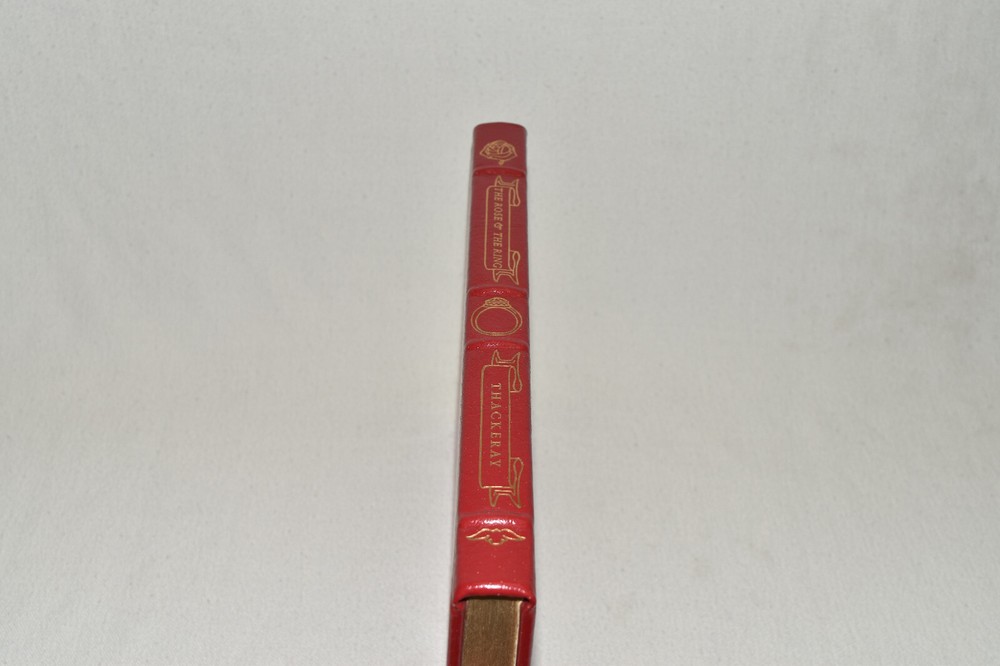 THE ROSE & THE RING
THACKERAY